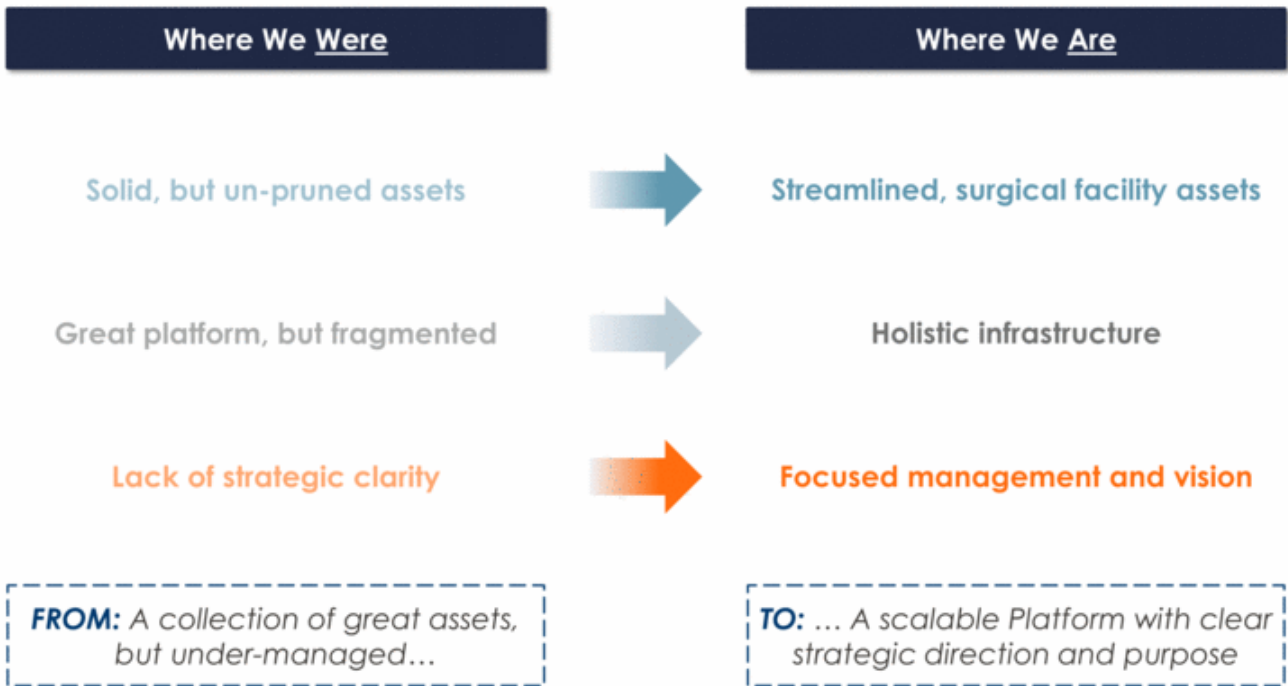 Where We Were
Where We Are
Solid, but un-pruned assets
Streamlined, surgical facility assets
Great platform, but fragmented
Holistic infrastructure
Lack of strategic clarity
Focused management and vision
FROM: A collection of great assets,
but under-managed…
TO: … A scalable Platform with clear
strategic direction and purpose